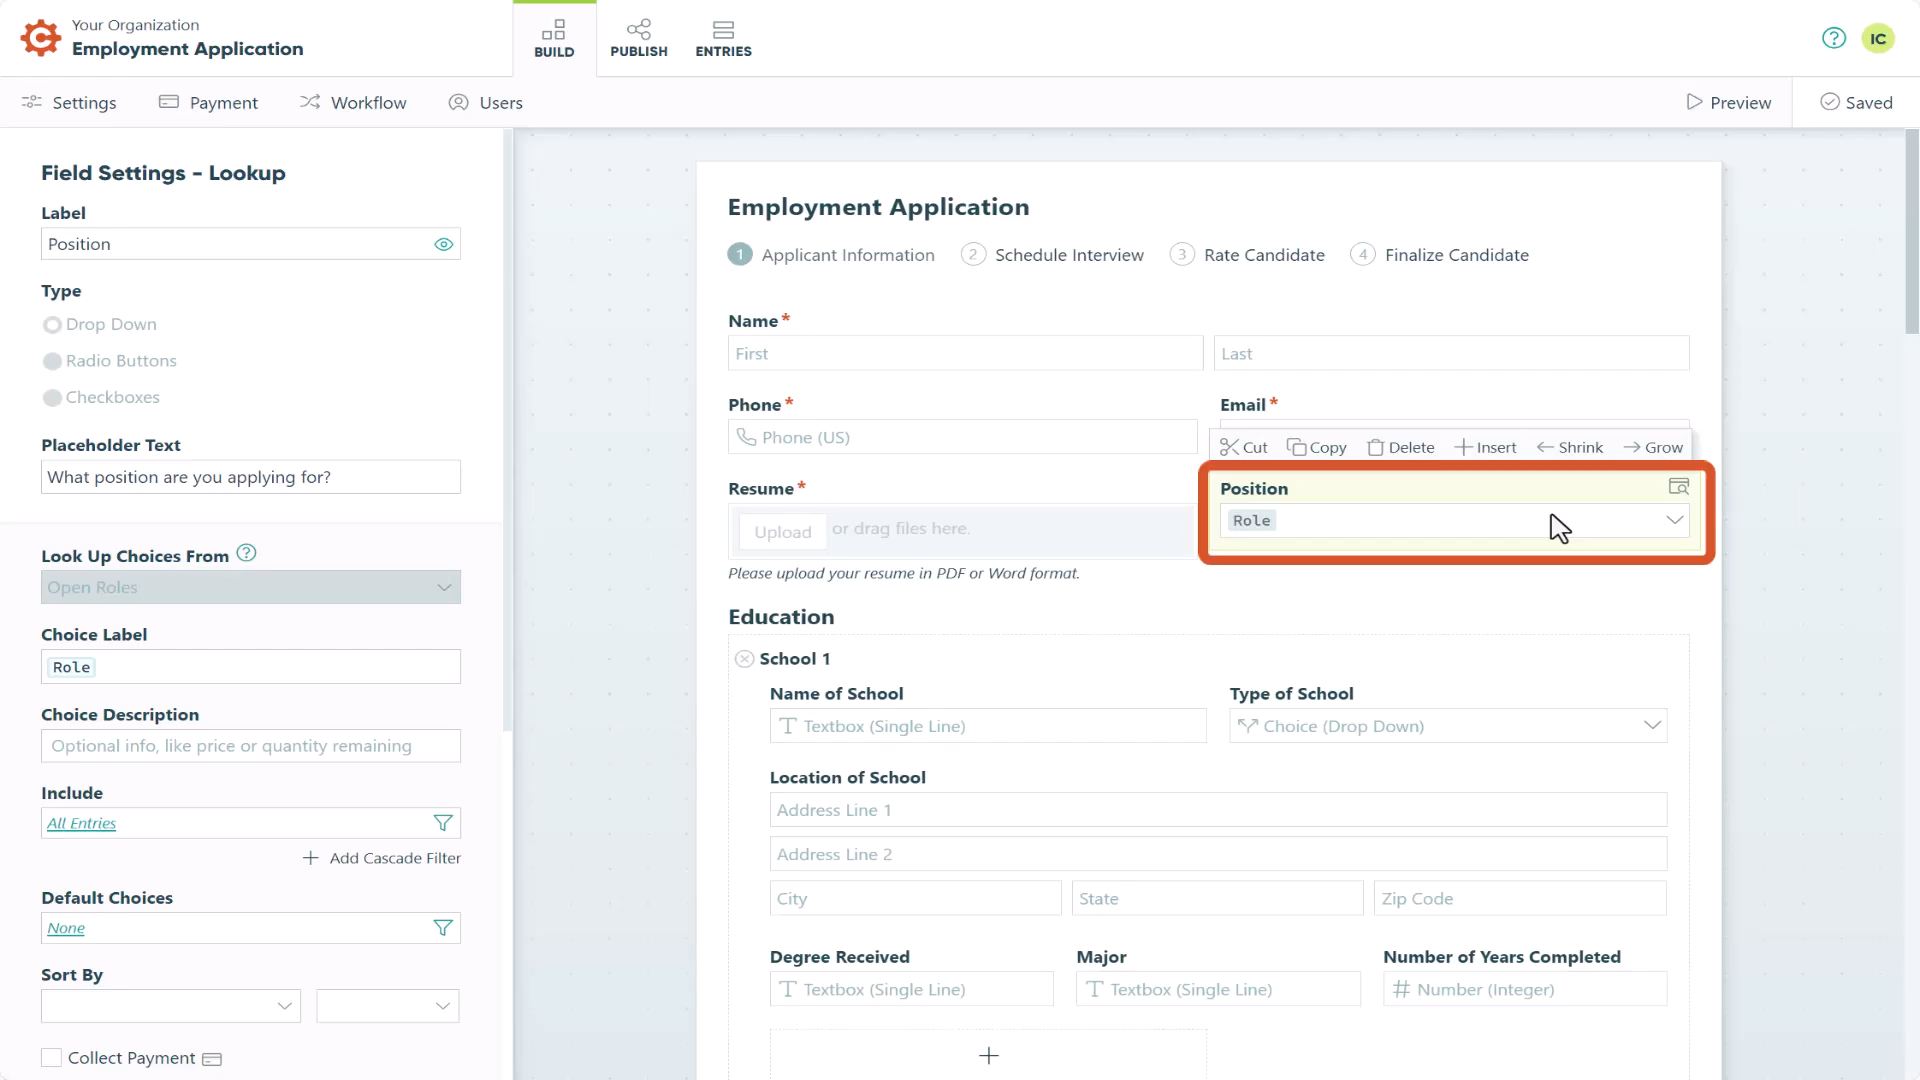 Your Organization
Employment Application
BUILD
PUBLISH
ENTRIES
IC
Settings
Payment
Workflow
Users
Preview
Saved
Field Settings - Lookup
Label
Position
Type
Drop Down
Radio Buttons
Checkboxes
Placeholder Text
What position are you applying for?
Look Up Choices From
Open Roles
Choice Label
Role
Choice Description
Optional info, like price or quantity remaining
Include
All Entries
Add Cascade Filter
Default Choices
None
Sort By
Collect Payment
Employment Application
1 Applicant Information
2 Schedule Interview
3 Rate Candidate
4 Finalize Candidate
Name*
First
Last
Phone*
Phone (US)
Email*
Cut
Copy
Delete
Insert
Shrink
Grow
Resume*
Upload or drag files here.
Please upload your resume in PDF or Word format.
Position
Role
Education
School 1
Name of School
Textbox (Single Line)
Type of School
Choice (Drop Down)
Location of School
Address Line 1
Address Line 2
City
State
Zip Code
Degree Received
Textbox (Single Line)
Major
Textbox (Single Line)
Number of Years Completed
Number (Integer)